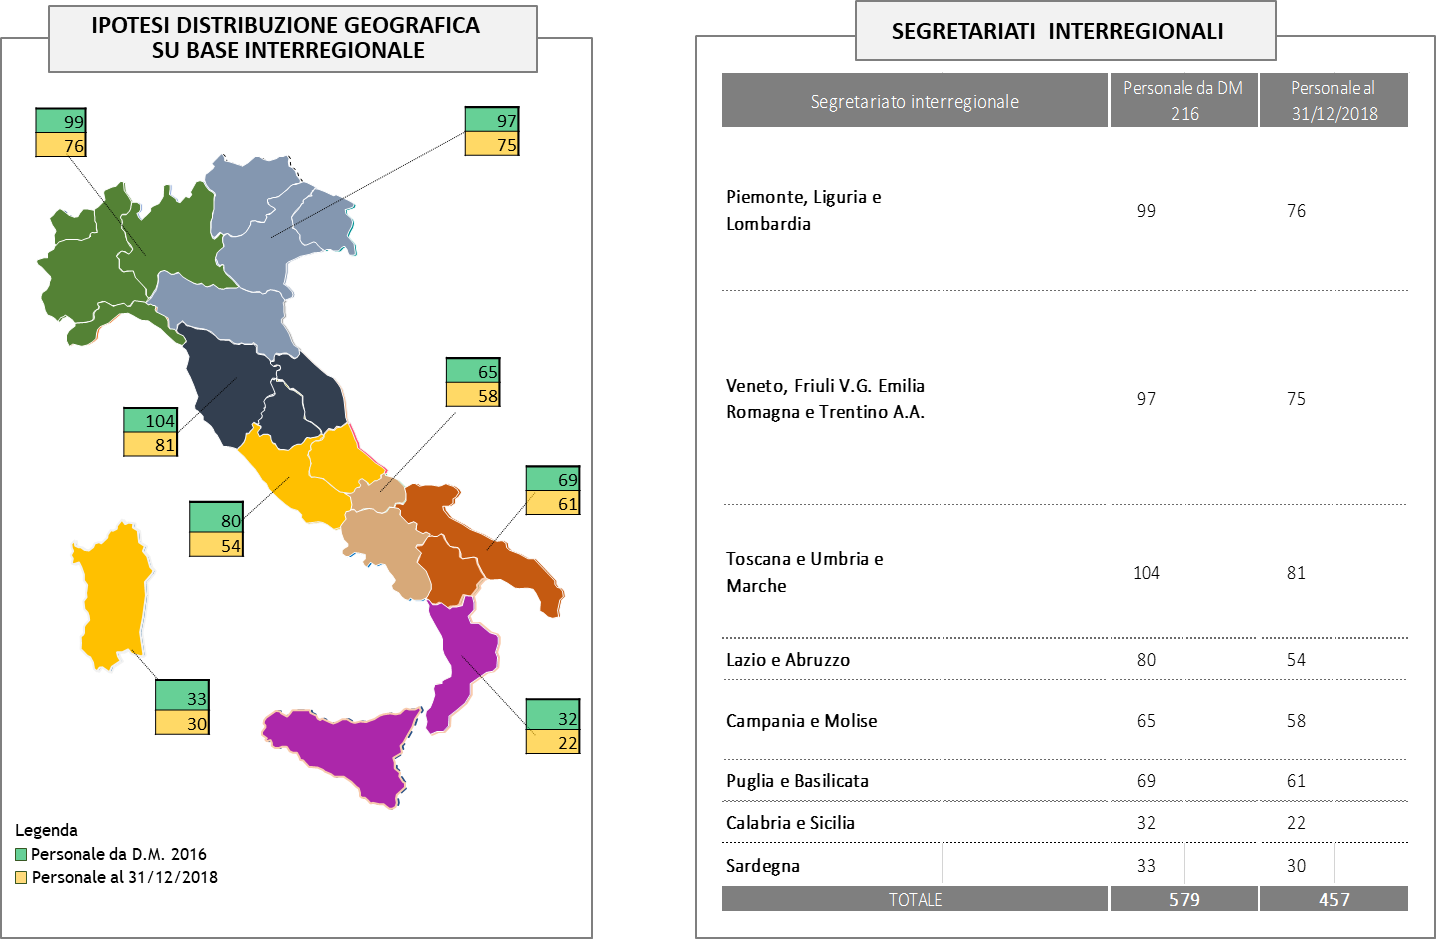 IPOTESI DISTRIBUZIONE GEOGRAFICA
SU BASE INTERREGIONALE
99
76
97
75
65
58
104
81
69
61
80
54
33
30
32
22
Legenda
Personale da D.M. 2016
Personale al 31/12/2018
SEGRETARIATI INTERREGIONALI
Segretariato interregionale
Personale da DM
216
Personale al
31/12/2018
Piemonte, Liguria e
Lombardia
99
76
Veneto, Friuli V.G. Emilia
Romagna e Trentino A.A.
97
75
Toscana e Umbria e
Marche
104
81
Lazio e Abruzzo
80
54
Campania e Molise
65
58
Puglia e Basilicata
69
61
Calabria e Sicilia
32
22
Sardegna
33
30
TOTALE
579
457